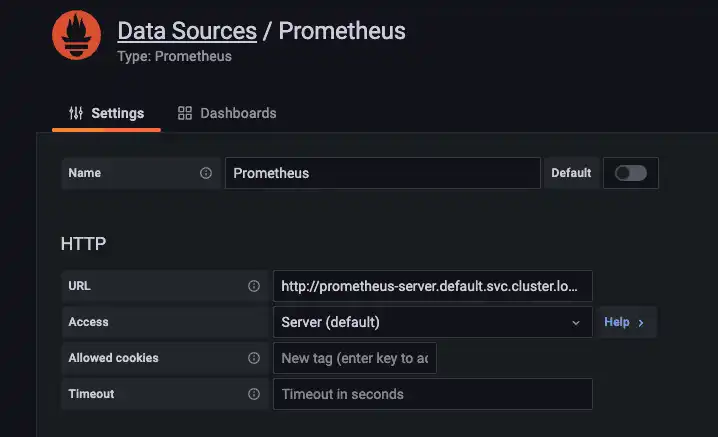 Data Sources / Prometheus
Type: Prometheus
Settings Dashboards
Name Prometheus Default
HTTP
URL http://prometheus-server.default.svc.cluster.lo...
Access Server (default) Help >
Allowed cookies New tag (enter key to ac
Timeout Timeout in seconds